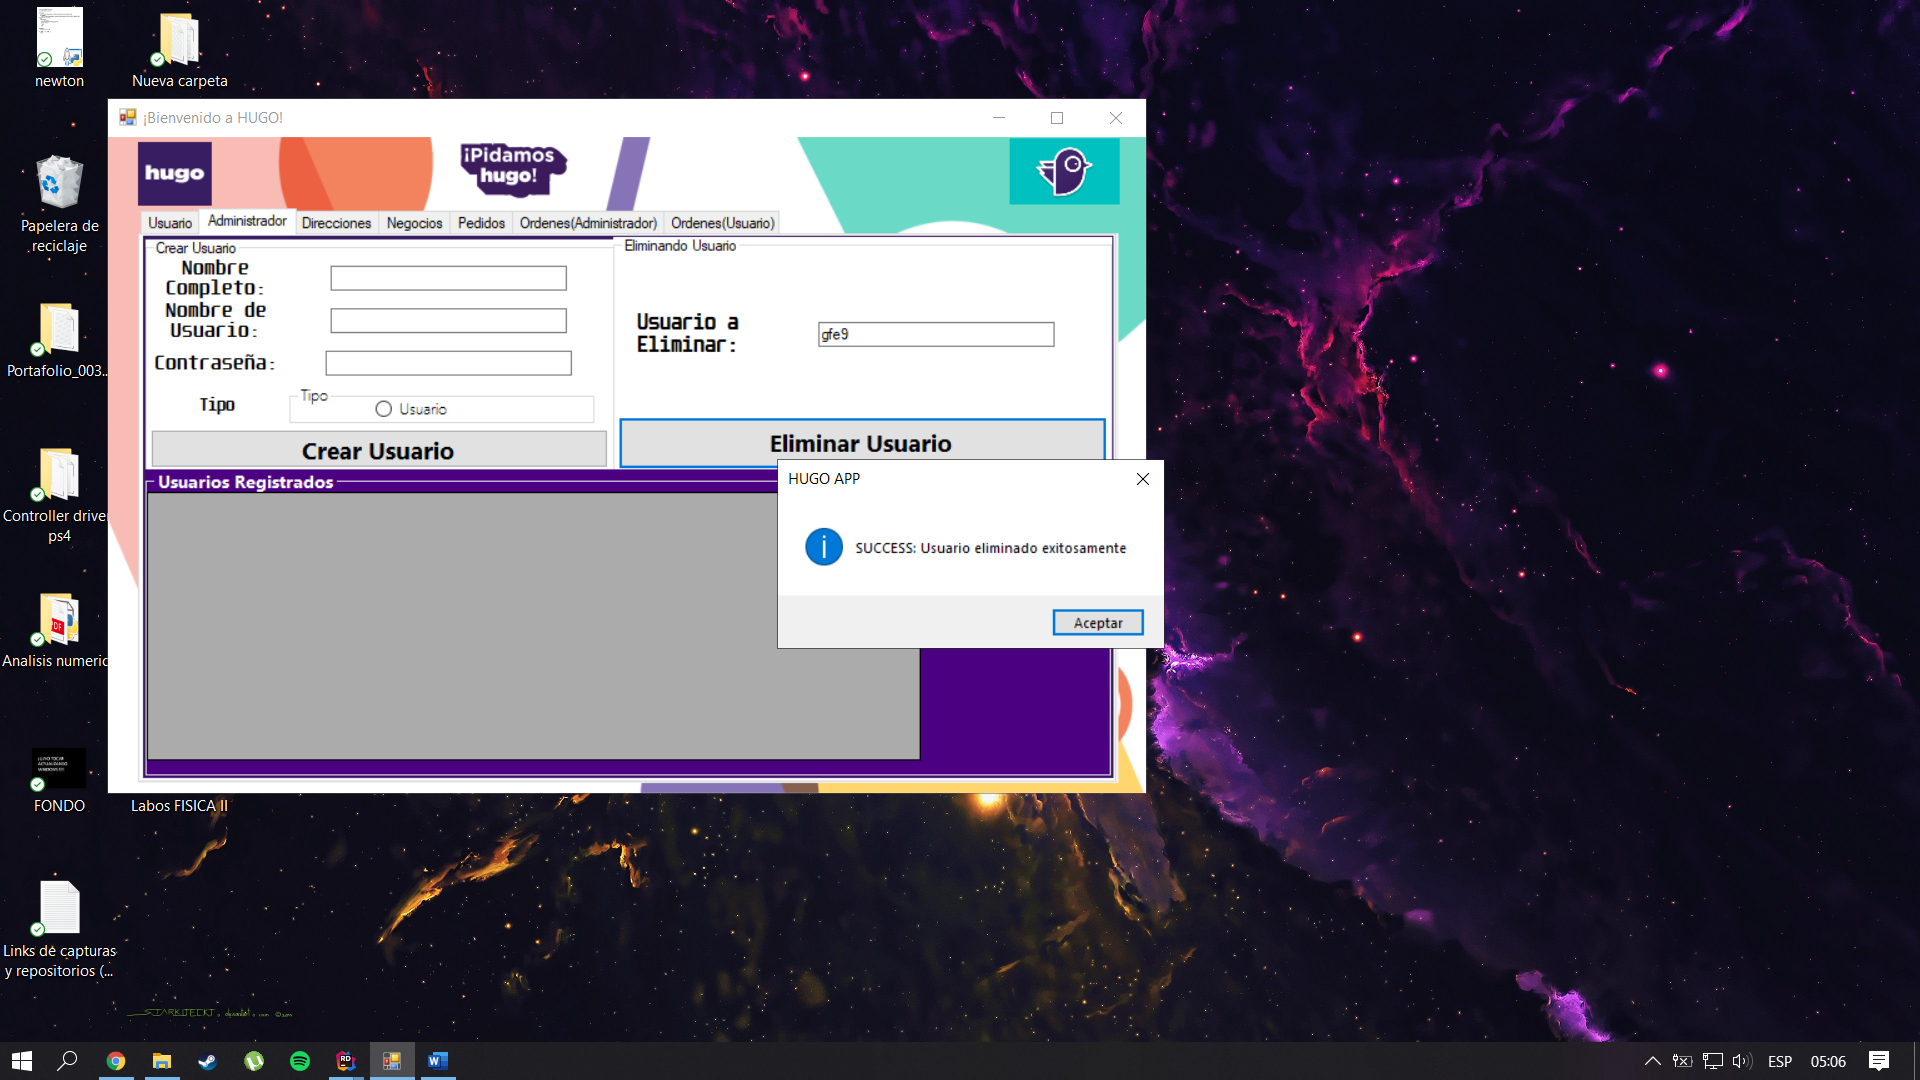 newton
Nueva carpeta
Papelera de
reciclaje
Portafolio_003...
Controller drive
ps4
Analisis numeric
FONDO
Labos FISICA II
Links de capturas
y repositorios (...
¡Bienvenido a HUGO!
hugo
¡Pidamos
hugo!
Usuario
Administrador
Direcciones
Negocios
Pedidos
Ordenes(Administrador)
Ordenes(Usuario)
Crear Usuario
Nombre
Completo:
Nombre de
Usuario:
Contraseña:
Tipo
Tipo
Usuario
Crear Usuario
Eliminando Usuario
Usuario a
Eliminar:
gfe9
Eliminar Usuario
Usuarios Registrados
HUGO APP
SUCCESS: Usuario eliminado exitosamente
Aceptar
ESP
05:06